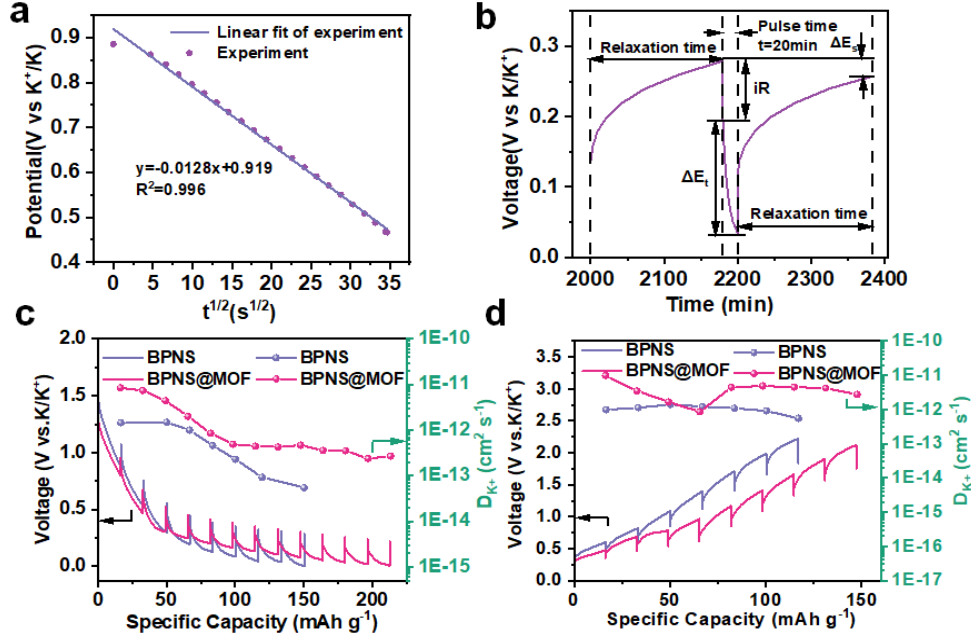 a
Potential(V vs K⁺/K)
0.9
0.8
0.7
0.6
0.5
0.4
Linear fit of experiment
Experiment
y=-0.0128x+0.919
R²=0.996
0 5 10 15 20 25 30 35
t^1/2(s^1/2)
b
Voltage(V vs K/K⁺)
0.3
0.2
0.1
0.0
Relaxation time
Pulse time
t=20min
ΔEs
iR
ΔEt
Relaxation time
2000 2100 2200 2300 2400
Time (min)
c
Voltage (V vs.K/K⁺)
2.0
1.5
1.0
0.5
0.0
BPNS
BPNS@MOF
BPNS
BPNS@MOF
1E-10
1E-11
1E-12
1E-13
1E-14
1E-15
D_K+ (cm² s⁻¹)
0 50 100 150 200
Specific Capacity (mAh g⁻¹)
d
Voltage (V vs.K/K⁺)
3.5
3.0
2.5
2.0
1.5
1.0
0.5
0.0
BPNS
BPNS@MOF
BPNS
BPNS@MOF
1E-10
1E-11
1E-12
1E-13
1E-14
1E-15
1E-16
D_K+ (cm² s⁻¹)
0 50 100 150
Specific Capacity (mAh g⁻¹)